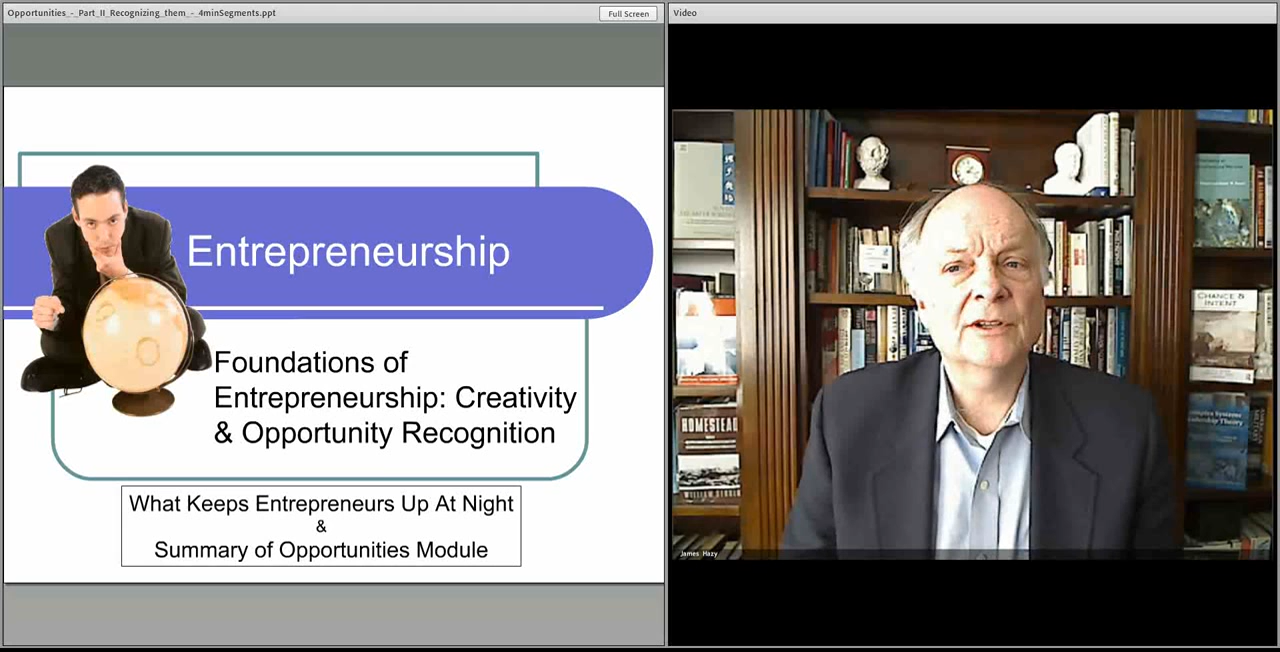 Opportunities_-_Part_II_Recognizing_them_-_4minSegments.ppt
Full Screen
Video
Entrepreneurship
Foundations of
Entrepreneurship: Creativity
& Opportunity Recognition
What Keeps Entrepreneurs Up At Night
&
Summary of Opportunities Module
CHANCE &
INTENT
HOMESTEAD
James Hazy